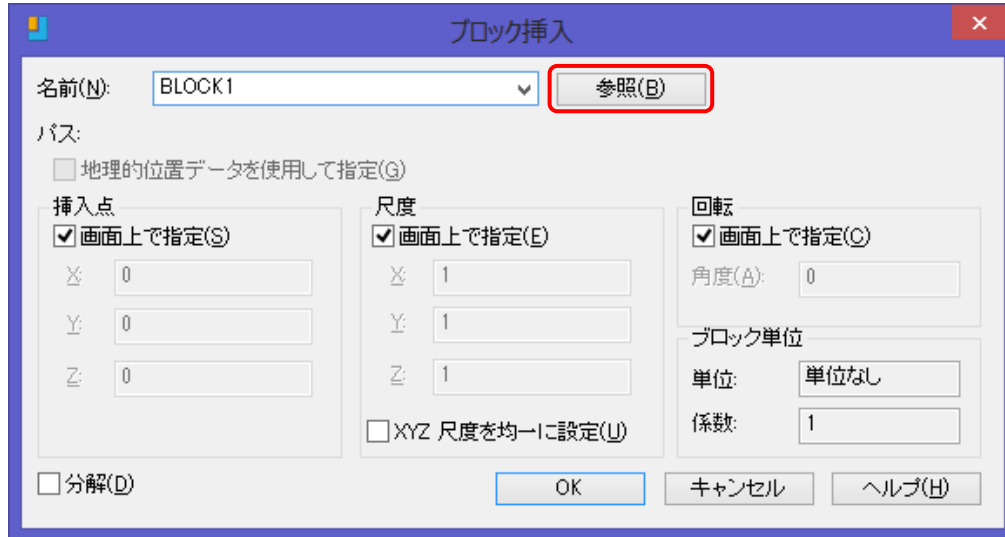 ブロック挿入
名前(N): BLOCK1 参照(B)
パス:
地理的位置データを使用して指定(G)
挿入点 尺度 回転
画面上で指定(S) 画面上で指定(E) 画面上で指定(C)
X: 0 X: 1 角度(A): 0
Y: 0 Y: 1 ブロック単位
Z: 0 Z: 1 単位: 単位なし
XYZ 尺度を均一に設定(U) 係数: 1
分解(D) OK キャンセル ヘルプ(H)